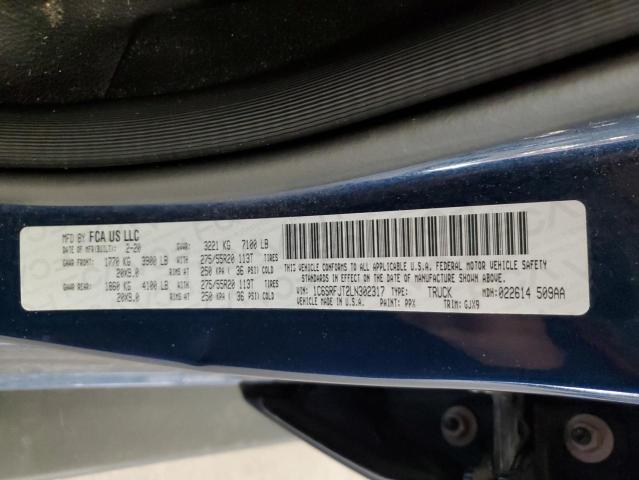 MFD BY FCA US LLC
DATE OF MFR(BUILT): 2-20 GVWR: 3221 KG 7100 LB
GAWR FRONT: 1770 KG 3900 LB WITH 275/55R20 113T TIRES
20X9.0 RIMS AT 250 KPA ( 36 PSI) COLD
GAWR REAR: 1860 KG 4100 LB WITH 275/55R20 113T TIRES
20X9.0 RIMS AT 250 KPA ( 36 PSI) COLD
THIS VEHICLE CONFORMS TO ALL APPLICABLE U.S.A. FEDERAL MOTOR VEHICLE SAFETY
STANDARDS IN EFFECT ON THE DATE OF MANUFACTURE SHOWN ABOVE.
VIN: 1C6SRFJT2LN302317 TYPE: TRUCK MDH: 022614 509AA
VEHICLE MADE IN U.S.A. PAINT: PPX TRIM: GJX9